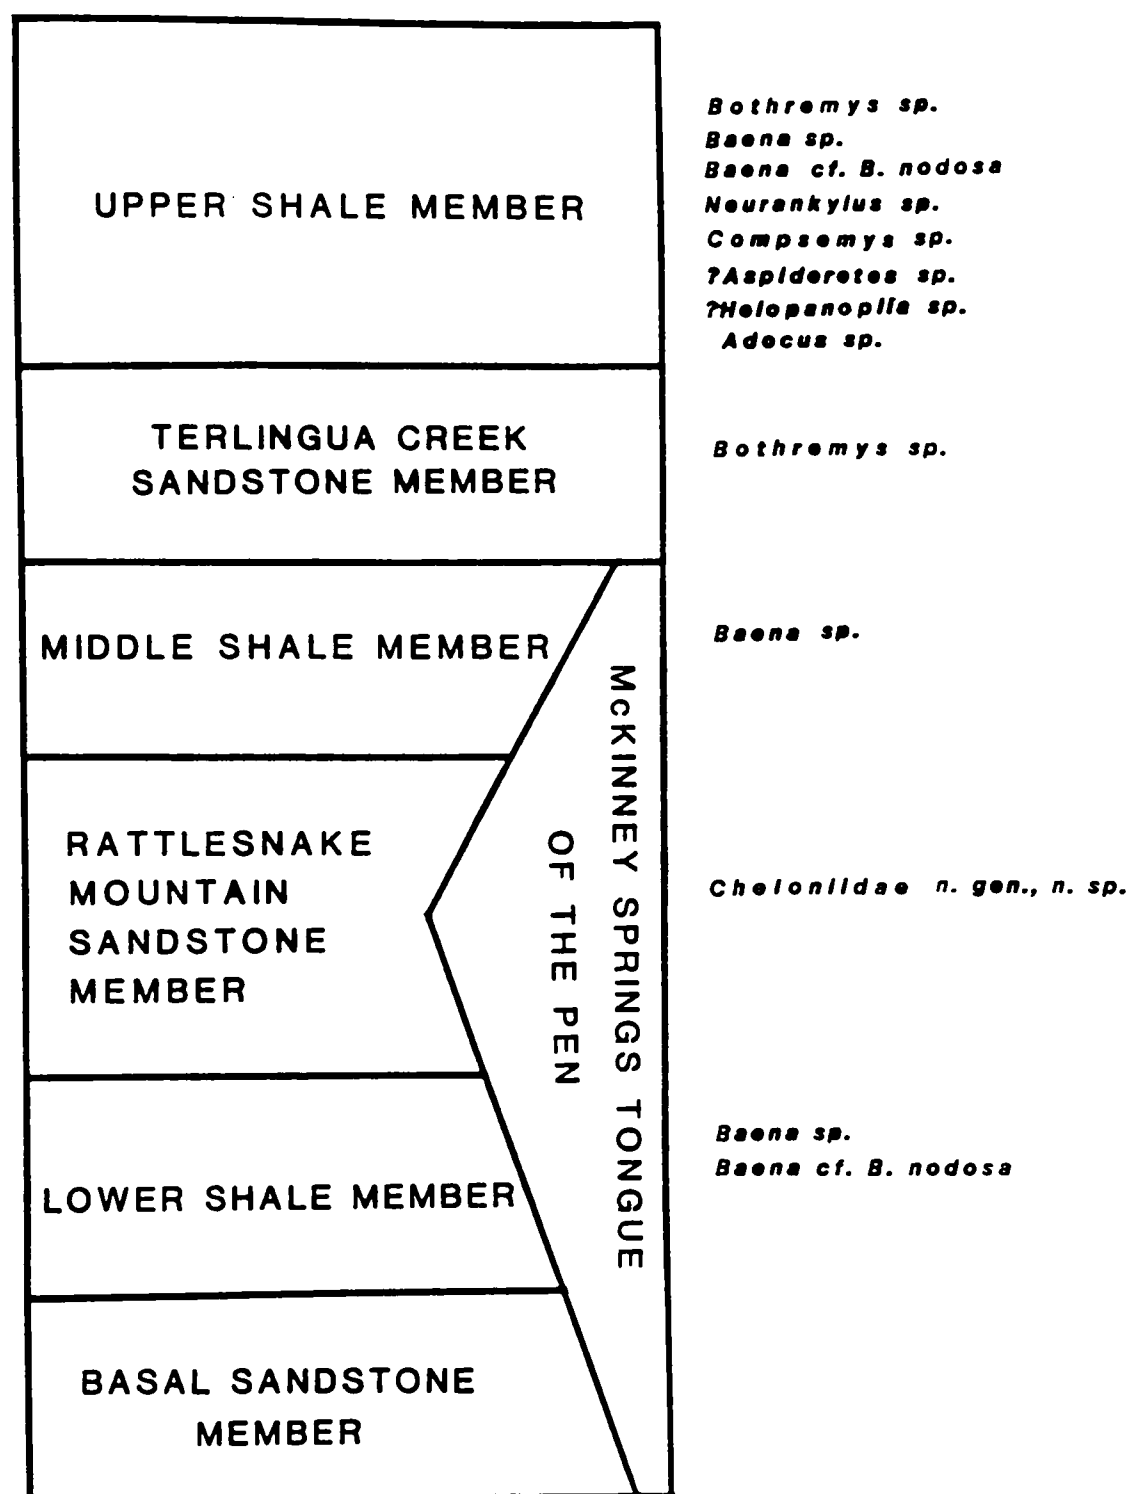 UPPER SHALE MEMBER
Bothremys sp.
Baena sp.
Baena cf. B. nodosa
Neurankylus sp.
Compsemys sp.
?Aspideretes sp.
?Helopanoplia sp.
Adocus sp.
TERLINGUA CREEK
SANDSTONE MEMBER
Bothremys sp.
MIDDLE SHALE MEMBER
Baena sp.
McKINNEY SPRINGS TONGUE
OF THE PEN
RATTLESNAKE
MOUNTAIN
SANDSTONE
MEMBER
Cheloniidae n. gen., n. sp.
LOWER SHALE MEMBER
Baena sp.
Baena cf. B. nodosa
BASAL SANDSTONE
MEMBER